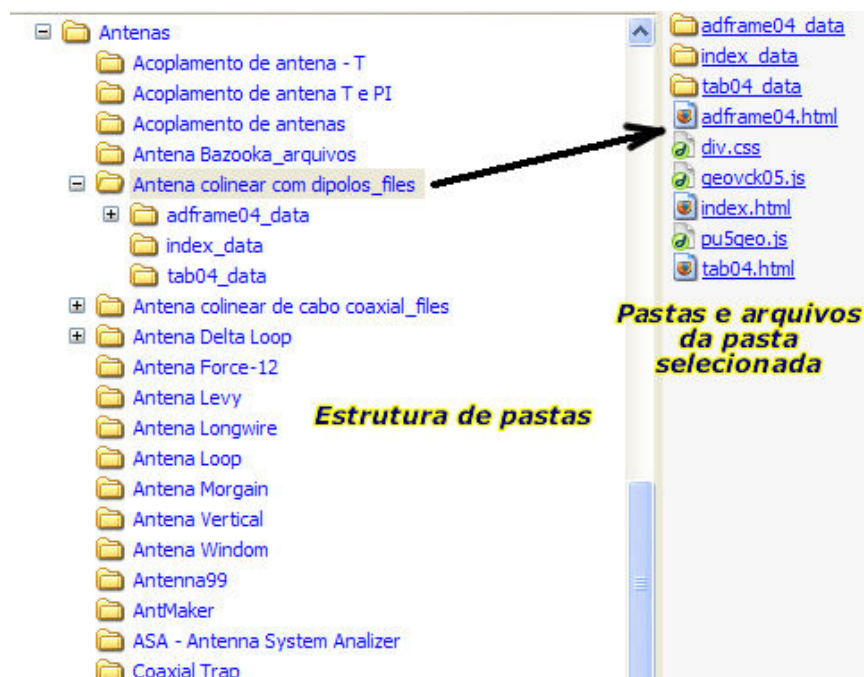 Antenas
Acoplamento de antena - T
Acoplamento de antena T e PI
Acoplamento de antenas
Antena Bazooka_arquivos
Antena colinear com dipolos_files
adframe04_data
index_data
tab04_data
Antena colinear de cabo coaxial_files
Antena Delta Loop
Antena Force-12
Antena Levy
Antena Longwire
Antena Loop
Antena Morgain
Antena Vertical
Antena Windom
Antenna99
AntMaker
ASA - Antenna System Analizer
Coaxial Trap
Estrutura de pastas
adframe04_data
index_data
tab04_data
adframe04.html
div.css
geovck05.js
index.html
pu5geo.js
tab04.html
Pastas e arquivos
da pasta
selecionada